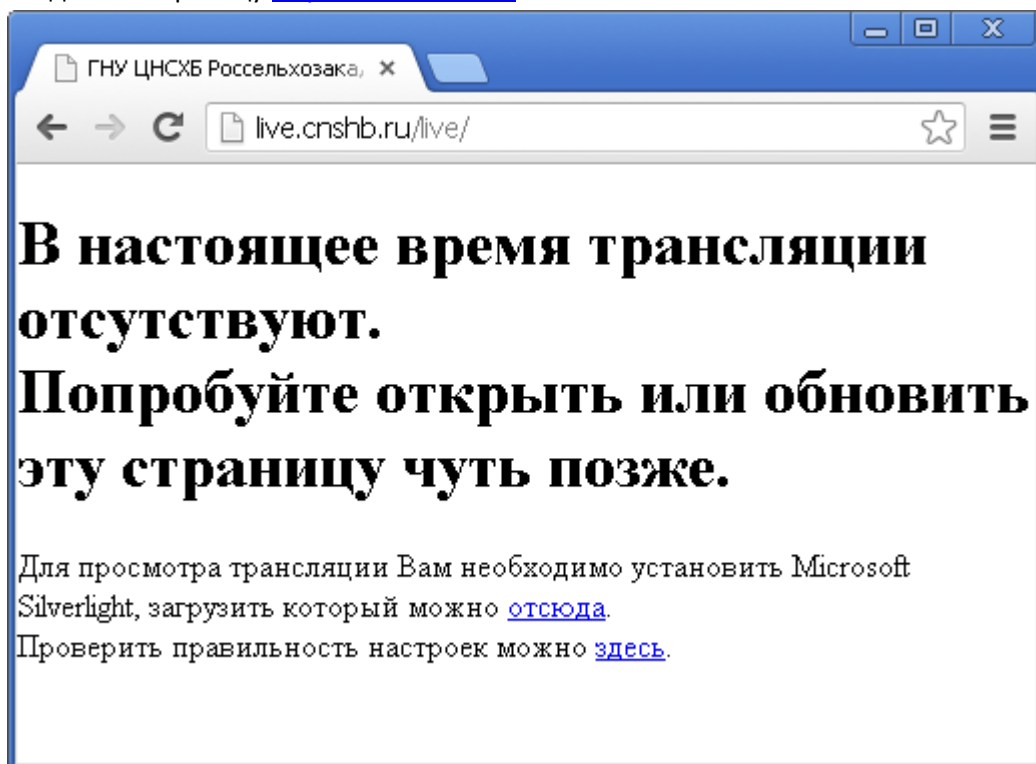 ГНУ ЦНСХБ Россельхозака
live.cnshb.ru/live/
В настоящее время трансляции
отсутствуют.
Попробуйте открыть или обновить
эту страницу чуть позже.
Для просмотра трансляции Вам необходимо установить Microsoft
Silverlight, загрузить который можно отсюда.
Проверить правильность настроек можно здесь.